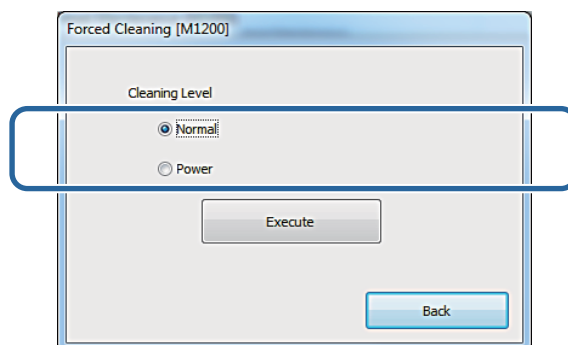 Forced Cleaning [M1200]
Cleaning Level
Normal
Power
Execute
Back